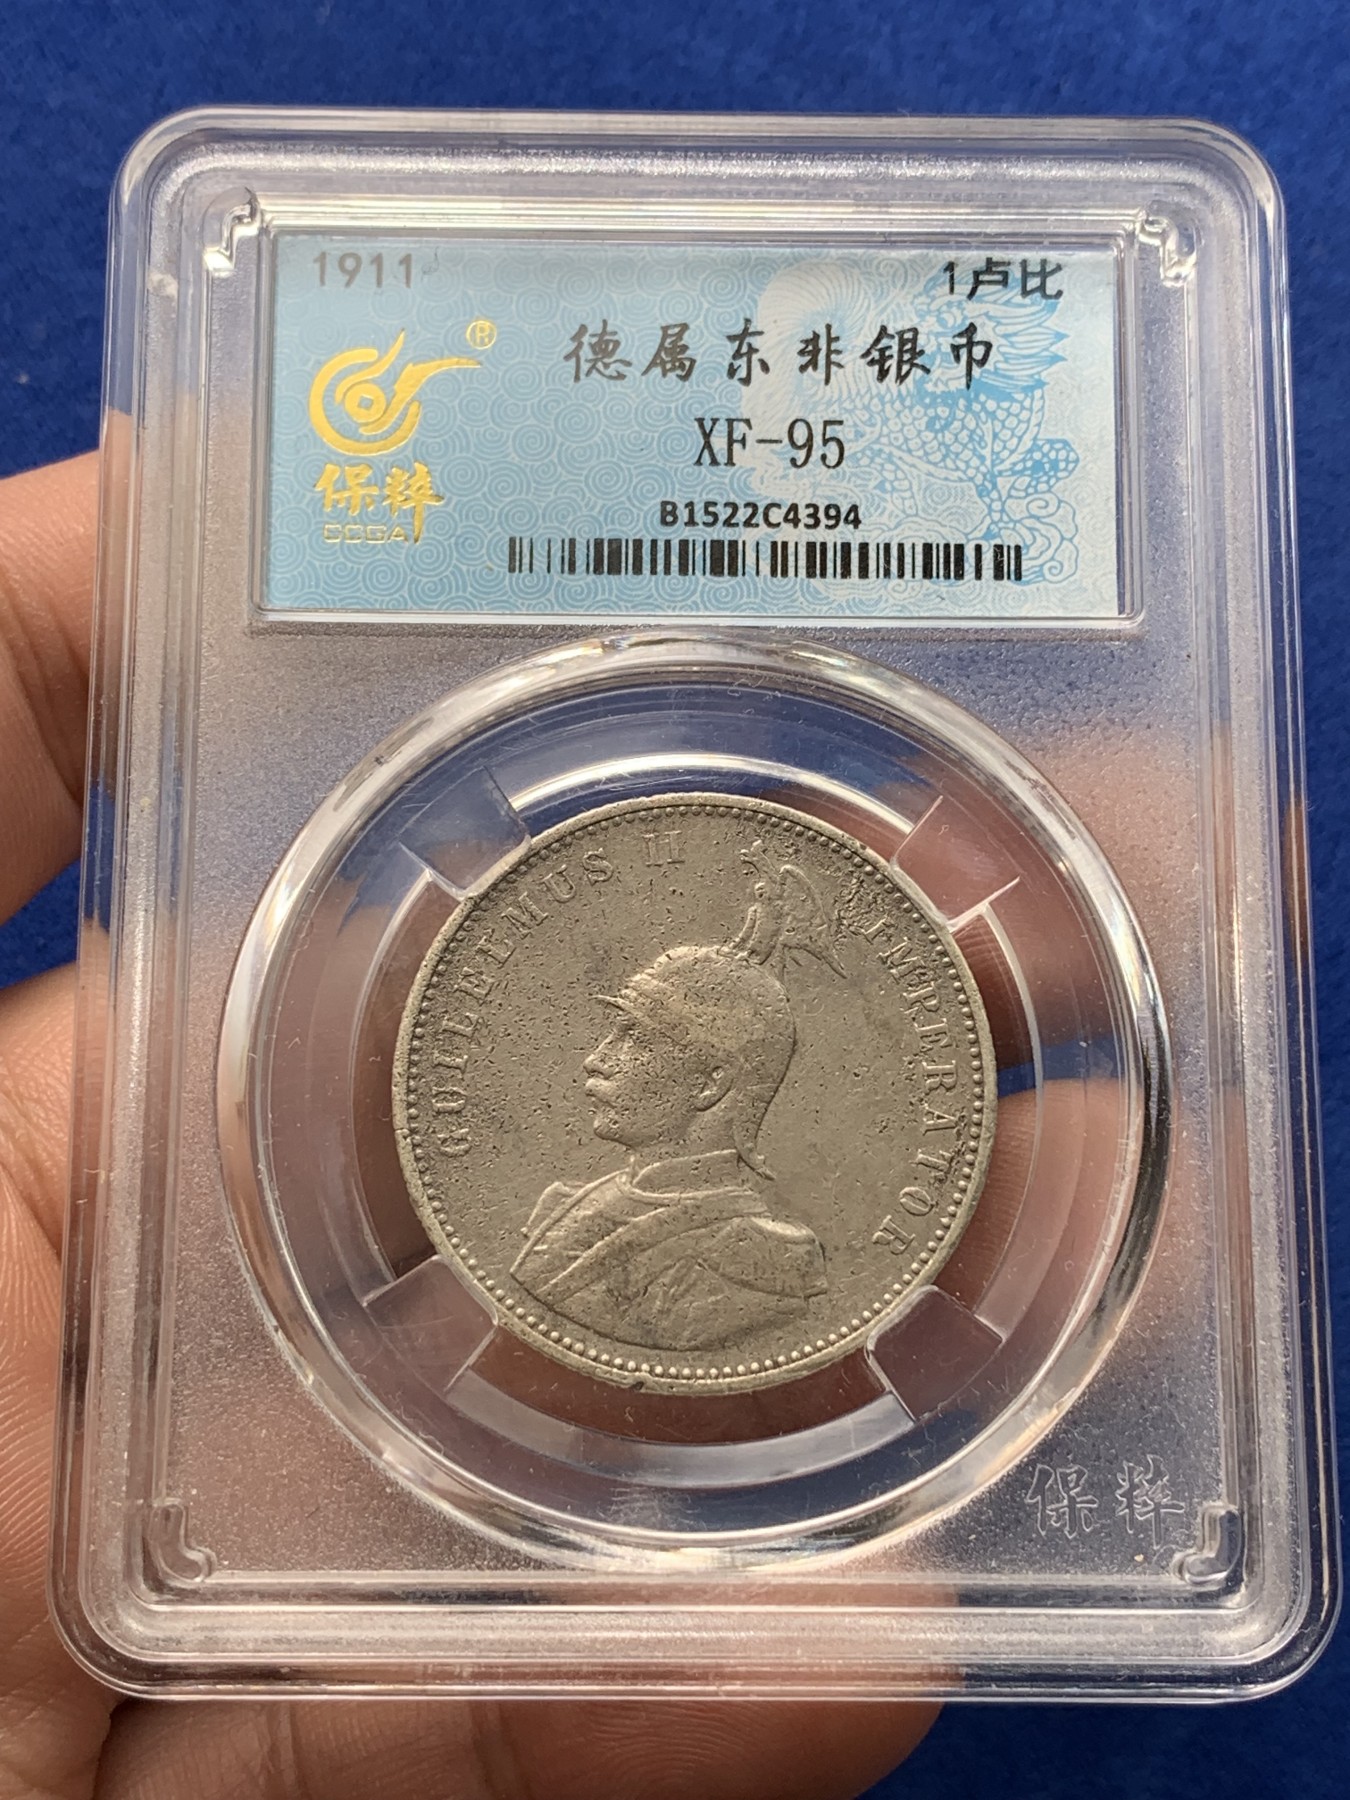 1911 1卢比
®
德属东非银币
XF-95
保粹
CCGA
B1522C4394
GUILELMUS II IMPERATOR
保粹